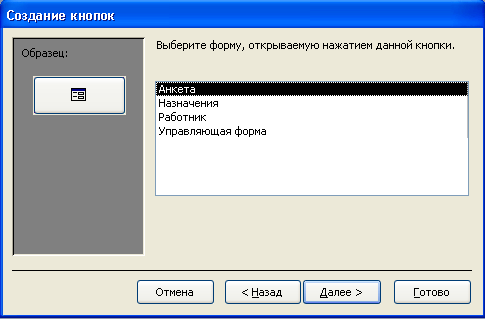 Создание кнопок
Образец:
Выберите форму, открываемую нажатием данной кнопки.
Анкета
Назначения
Работник
Управляющая форма
Отмена
< Назад
Далее >
Готово